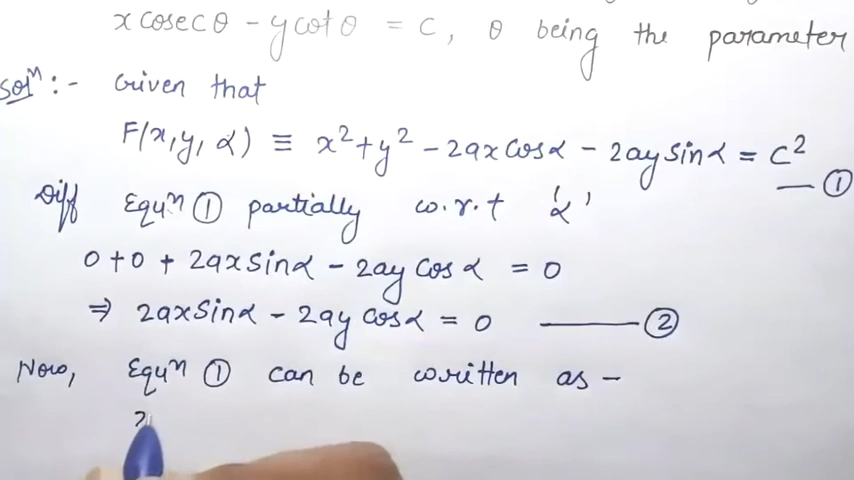 x cosec θ - y cot θ = c, θ being the parameter
Solⁿ :- Given that
F(x, y, α) ≡ x² + y² - 2ax cos α - 2ay sin α = c² — ①
Diff Equⁿ ① partially w.r.t 'α'
0 + 0 + 2ax sin α - 2ay cos α = 0
⇒ 2ax sin α - 2ay cos α = 0 — ②
Now, Equⁿ ① can be written as -